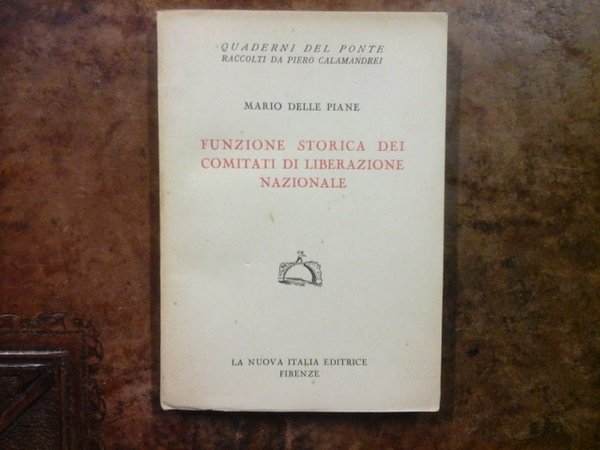 QUADERNI DEL PONTE
RACCOLTI DA PIERO CALAMANDREI
MARIO DELLE PIANE
FUNZIONE STORICA DEI
COMITATI DI LIBERAZIONE
NAZIONALE
LA NUOVA ITALIA EDITRICE
FIRENZE